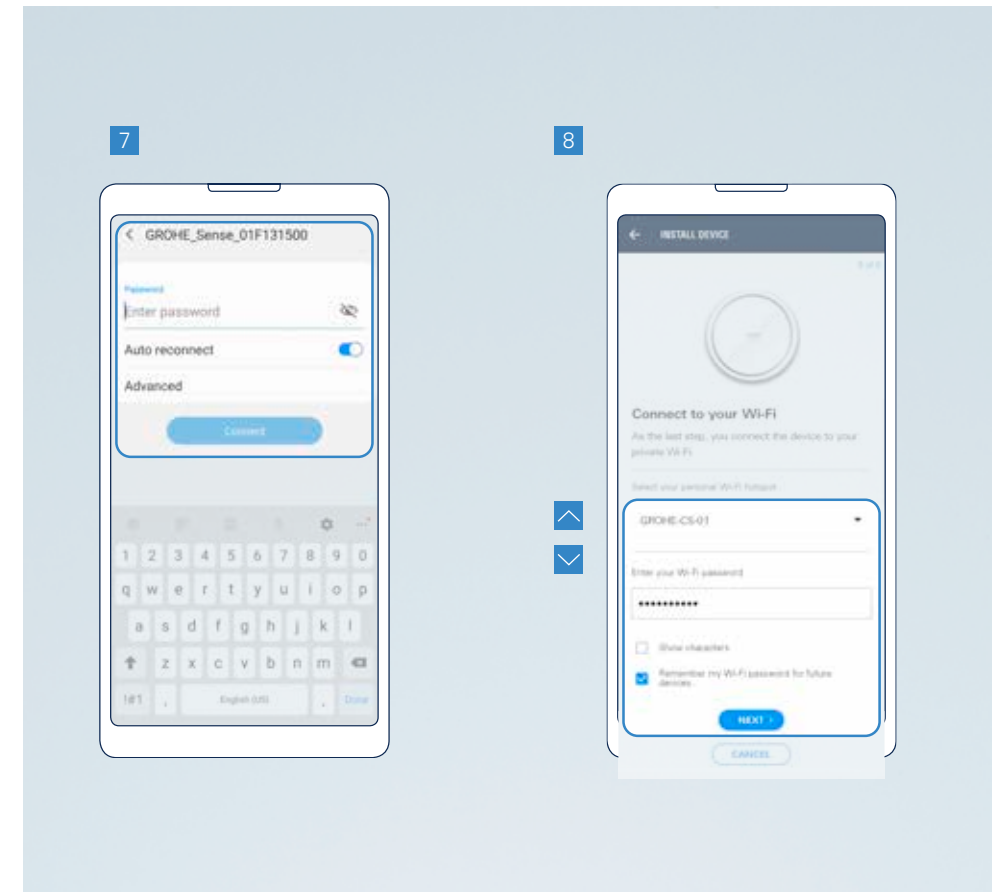 7
GROHE_Sense_01F131500
Password
Enter password
Auto reconnect
Advanced
Connect
1 2 3 4 5 6 7 8 9 0
q w e r t y u i o p
a s d f g h j k l
z x c v b n m
!#1 , English (US) . Done
8
INSTALL DEVICE
Connect to your Wi-Fi
As the last step, you connect the device to your
private Wi-Fi.
Select your personal Wi-Fi hotspot
GROHE-CS-01
Enter your Wi-Fi password
••••••••••
Show characters
Remember my Wi-Fi password for future
devices
NEXT >
CANCEL